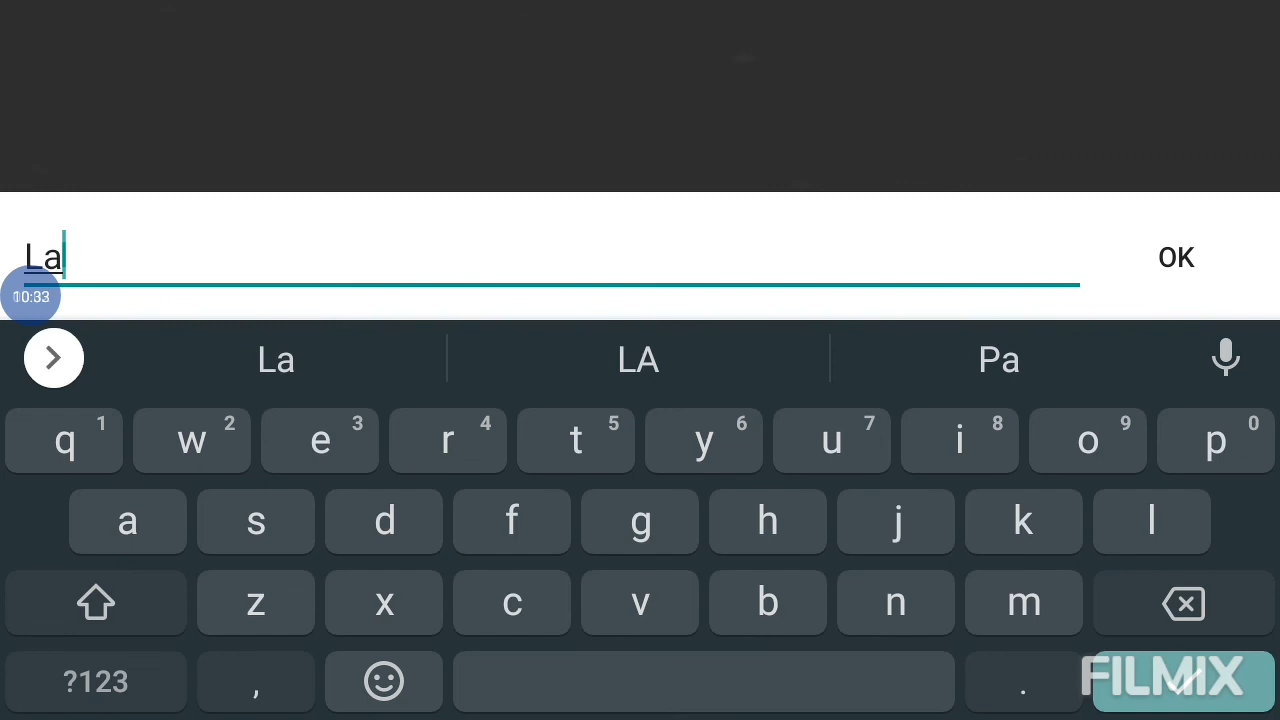 La
OK
10:33
La LA Pa
q 1 w 2 e 3 r 4 t 5 y 6 u 7 i 8 o 9 p 0
a s d f g h j k l
z x c v b n m
?123 , .
FILMIX